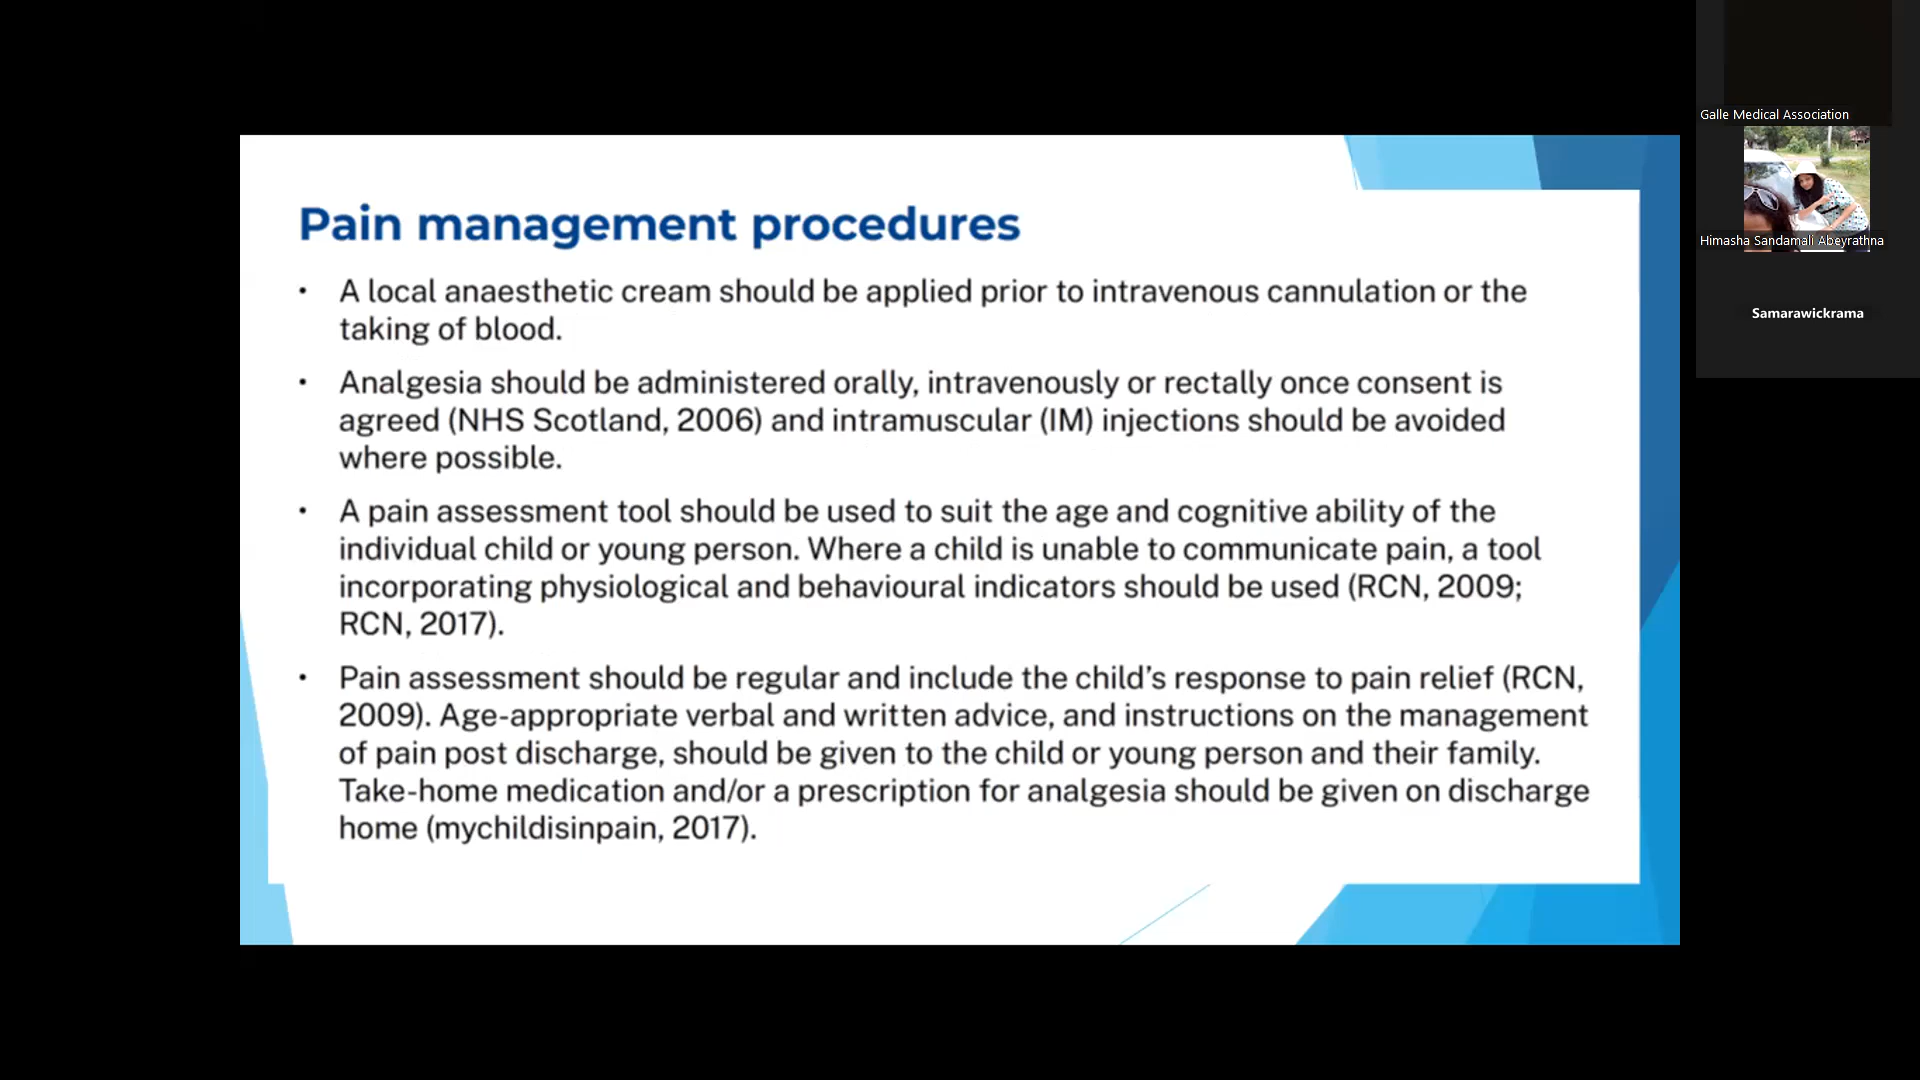 Pain management procedures
• A local anaesthetic cream should be applied prior to intravenous cannulation or the
taking of blood.
• Analgesia should be administered orally, intravenously or rectally once consent is
agreed (NHS Scotland, 2006) and intramuscular (IM) injections should be avoided
where possible.
• A pain assessment tool should be used to suit the age and cognitive ability of the
individual child or young person. Where a child is unable to communicate pain, a tool
incorporating physiological and behavioural indicators should be used (RCN, 2009;
RCN, 2017).
• Pain assessment should be regular and include the child’s response to pain relief (RCN,
2009). Age-appropriate verbal and written advice, and instructions on the management
of pain post discharge, should be given to the child or young person and their family.
Take-home medication and/or a prescription for analgesia should be given on discharge
home (mychildisinpain, 2017).
Galle Medical Association
Himasha Sandamali Abeyrathna
Samarawickrama